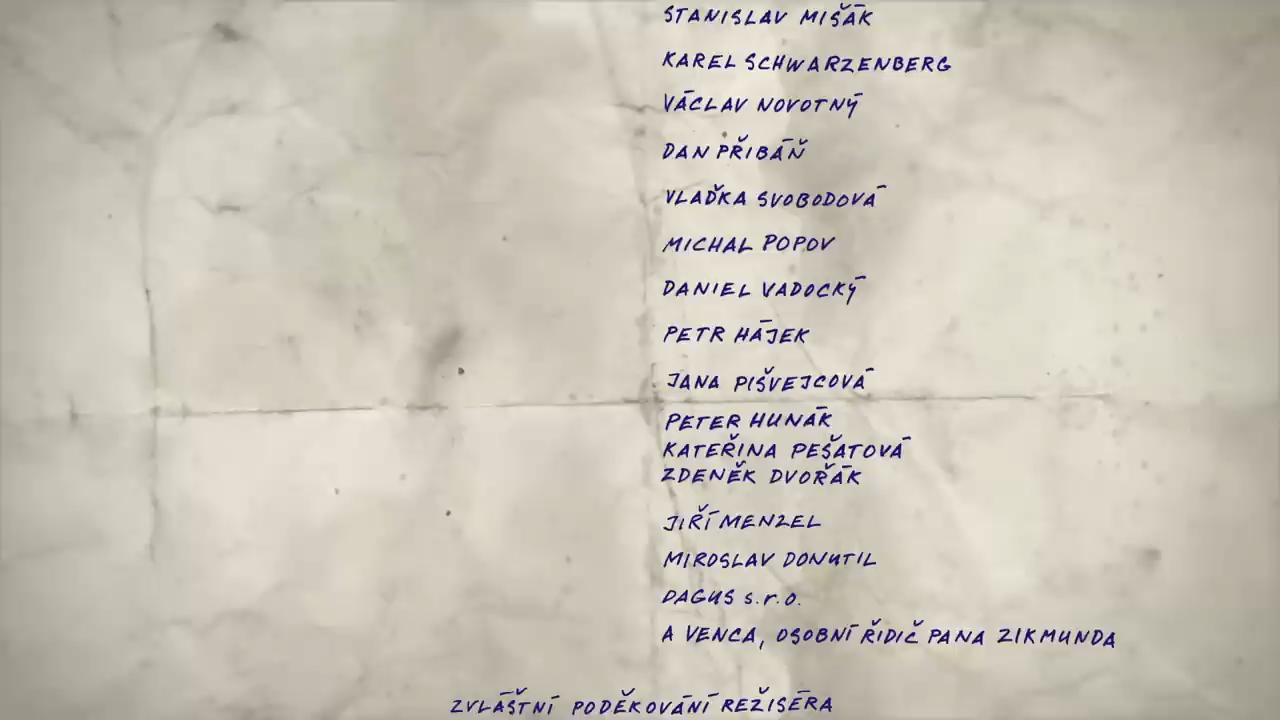 STANISLAV MIŠÁK
KAREL SCHWARZENBERG
VÁCLAV NOVOTNÝ
DAN PŘIBÁŇ
VLAĎKA SVOBODOVÁ
MICHAL POPOV
DANIEL VADOCKÝ
PETR HÁJEK
JANA PIŠVEJCOVÁ
PETER HUNÁK
KATEŘINA PEŠATOVÁ
ZDENĚK DVOŘÁK
JIŘÍ MENZEL
MIROSLAV DONUTIL
DAGUS s.r.o.
A VENCA, OSOBNÍ ŘIDIČ PANA ZIKMUNDA
ZVLÁŠTNÍ PODĚKOVÁNÍ REŽISÉRA